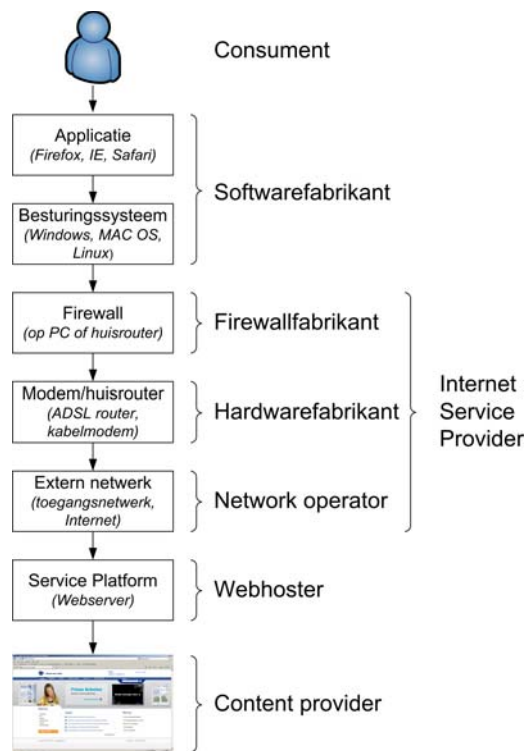 Consument
Applicatie
(Firefox, IE, Safari)
Softwarefabrikant
Besturingssysteem
(Windows, MAC OS,
Linux)
Firewall
(op PC of huisrouter)
Firewallfabrikant
Modem/huisrouter
(ADSL router,
kabelmodem)
Hardwarefabrikant
Internet
Service
Provider
Extern netwerk
(toegangsnetwerk,
Internet)
Network operator
Service Platform
(Webserver)
Webhoster
Content provider